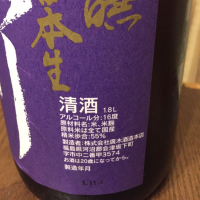 本生
清酒 1.8L
アルコール分：16度
原材料名：米、米麹
原料米は全て国産
精米歩合：55％
製造者：株式会社廣木酒造本店
福島県河沼郡会津坂下町
字市中二番甲3574
お酒は20歳になってから。
製造年月